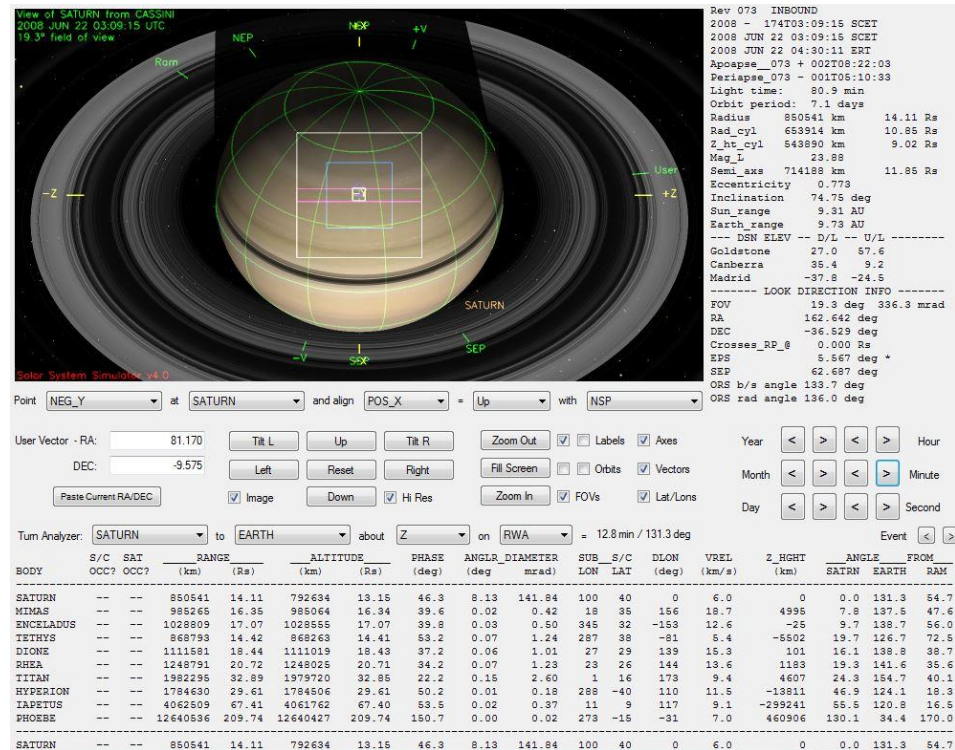 View of SATURN from CASSINI
2008 JUN 22 03:09:15 UTC
19.3° field of view
NEP
+V
NEP
Ram
User
-Z
-Y
+Z
SATURN
-V
SEP
SEP
Solar System Simulator v4.0
Rev 073 INBOUND
2008 - 174T03:09:15 SCET
2008 JUN 22 03:09:15 SCET
2008 JUN 22 04:30:11 ERT
Apoapse__073 + 002T08:22:03
Periapse_073 - 001T05:10:33
Light time: 80.9 min
Orbit period: 7.1 days
Radius 850541 km 14.11 Rs
Rad_cyl 653914 km 10.85 Rs
Z_ht_cyl 543890 km 9.02 Rs
Mag_L 23.88
Semi_axs 714188 km 11.85 Rs
Eccentricity 0.773
Inclination 74.75 deg
Sun_range 9.31 AU
Earth_range 9.73 AU
--- DSN ELEV -- D/L -- U/L --------
Goldstone 27.0 57.6
Canberra 35.4 9.2
Madrid -37.8 -24.5
------- LOOK DIRECTION INFO -------
FOV 19.3 deg 336.3 mrad
RA 162.642 deg
DEC -36.529 deg
Crosses_RP_@ 0.000 Rs
EPS 5.567 deg *
SEP 62.687 deg
ORS b/s angle 133.7 deg
ORS rad angle 136.0 deg
Point NEG_Y at SATURN and align POS_X = Up with NSP
User Vector - RA: 81.170 Tilt L Up Tilt R Zoom Out Labels Axes Year < > < > Hour
DEC: -9.575 Left Reset Right Fill Screen Orbits Vectors Month < > < > Minute
Paste Current RA/DEC Image Down Hi Res Zoom In FOVs Lat/Lons Day < > < > Second
Turn Analyzer: SATURN to EARTH about Z on RWA = 12.8 min / 131.3 deg Event < >
S/C SAT RANGE ALTITUDE PHASE ANGLR_DIAMETER SUB_S/C DLON VREL Z_HGHT ANGLE FROM
BODY OCC? OCC? (km) (Rs) (km) (Rs) (deg) (deg mrad) LON LAT (deg) (km/s) (km) SATRN EARTH RAM
SATURN -- -- 850541 14.11 792634 13.15 46.3 8.13 141.84 100 40 0 6.0 0 0.0 131.3 54.7
MIMAS -- -- 985265 16.35 985064 16.34 39.6 0.02 0.42 18 35 156 18.7 4995 7.8 137.5 47.6
ENCELADUS -- -- 1028809 17.07 1028555 17.07 39.8 0.03 0.50 345 32 -153 12.6 -25 9.7 138.7 56.0
TETHYS -- -- 868793 14.42 868263 14.41 53.2 0.07 1.24 287 38 -81 5.4 -5502 19.7 126.7 72.5
DIONE -- -- 1111581 18.44 1111019 18.43 37.2 0.06 1.01 27 29 139 15.3 101 16.1 138.8 38.7
RHEA -- -- 1248791 20.72 1248025 20.71 34.2 0.07 1.23 23 26 144 13.6 1183 19.3 141.6 35.6
TITAN -- -- 1982295 32.89 1979720 32.85 22.2 0.15 2.60 1 16 173 9.4 4607 24.3 154.7 40.1
HYPERION -- -- 1784630 29.61 1784506 29.61 50.2 0.01 0.18 288 -40 110 11.5 -13811 46.9 124.1 18.3
IAPETUS -- -- 4062509 67.41 4061762 67.40 53.5 0.02 0.37 11 9 117 9.1 -299241 55.5 120.8 16.5
PHOEBE -- -- 12640536 209.74 12640427 209.74 150.7 0.00 0.02 273 -15 -31 7.0 460906 130.1 34.4 170.0
SATURN -- -- 850541 14.11 792634 13.15 46.3 8.13 141.84 100 40 0 6.0 0 0.0 131.3 54.7